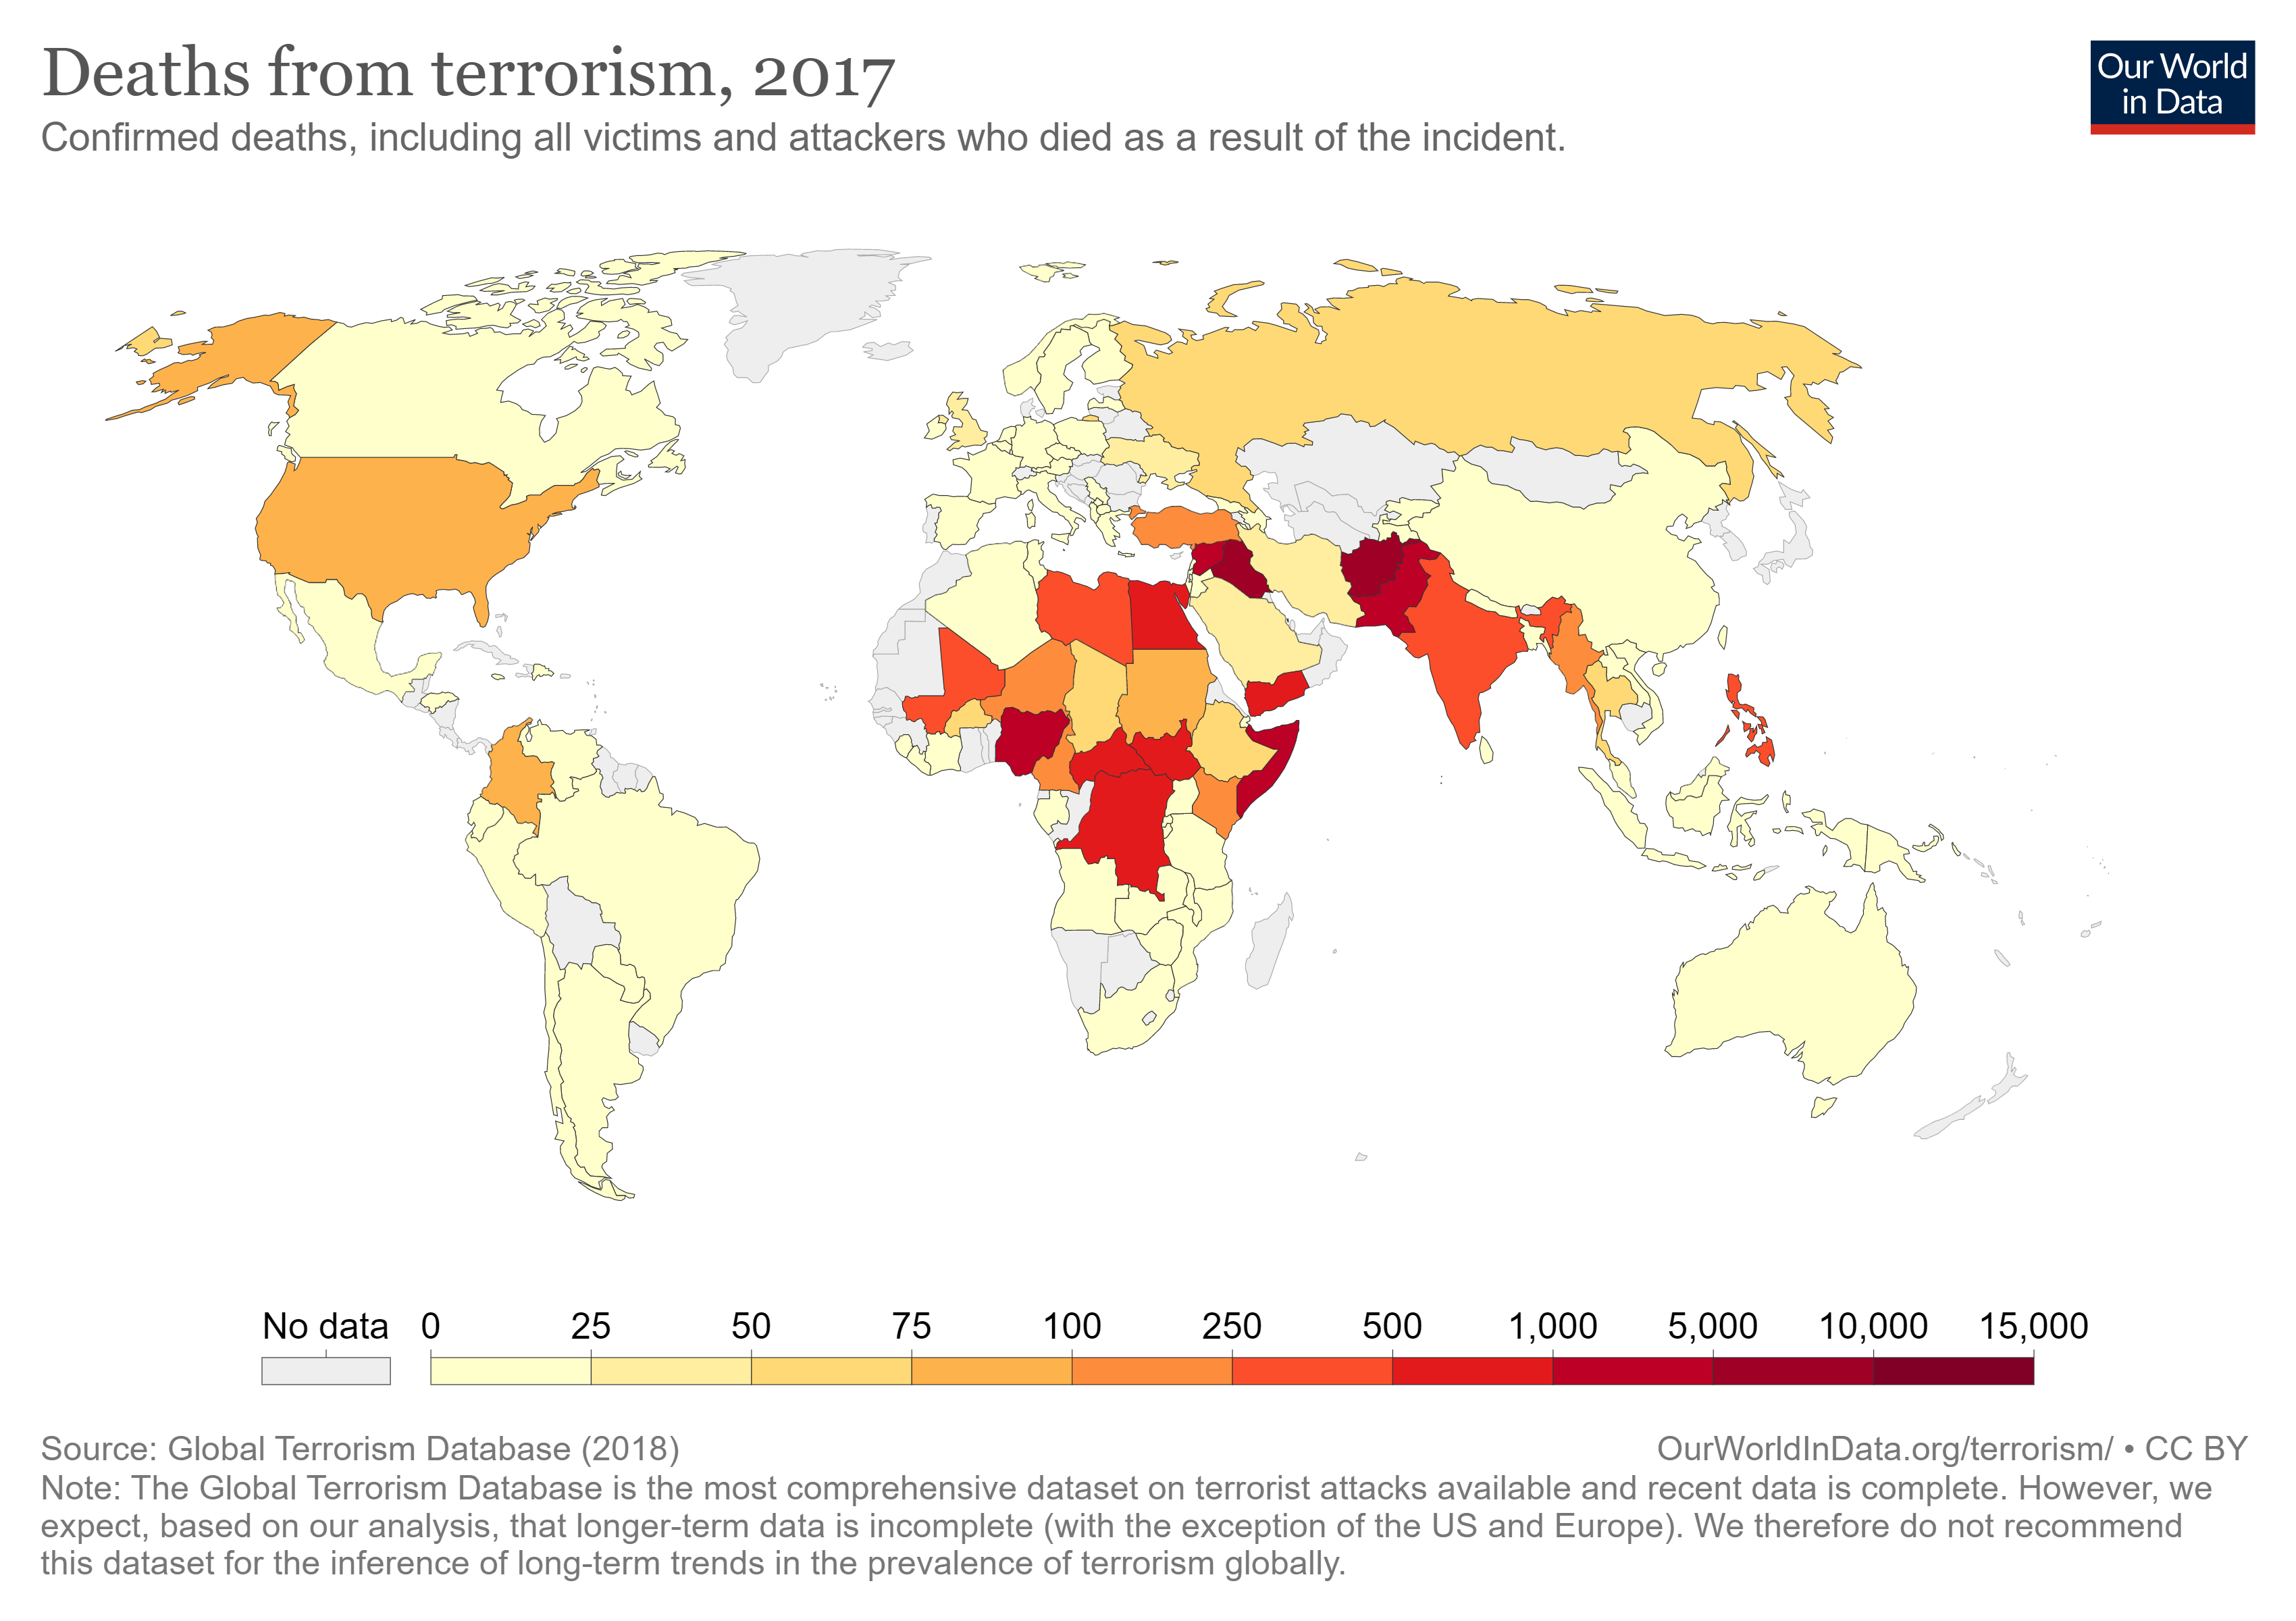 Deaths from terrorism, 2017
Confirmed deaths, including all victims and attackers who died as a result of the incident.
Our World
in Data
No data 0 25 50 75 100 250 500 1,000 5,000 10,000 15,000
Source: Global Terrorism Database (2018)
OurWorldInData.org/terrorism/ • CC BY
Note: The Global Terrorism Database is the most comprehensive dataset on terrorist attacks available and recent data is complete. However, we
expect, based on our analysis, that longer-term data is incomplete (with the exception of the US and Europe). We therefore do not recommend
this dataset for the inference of long-term trends in the prevalence of terrorism globally.